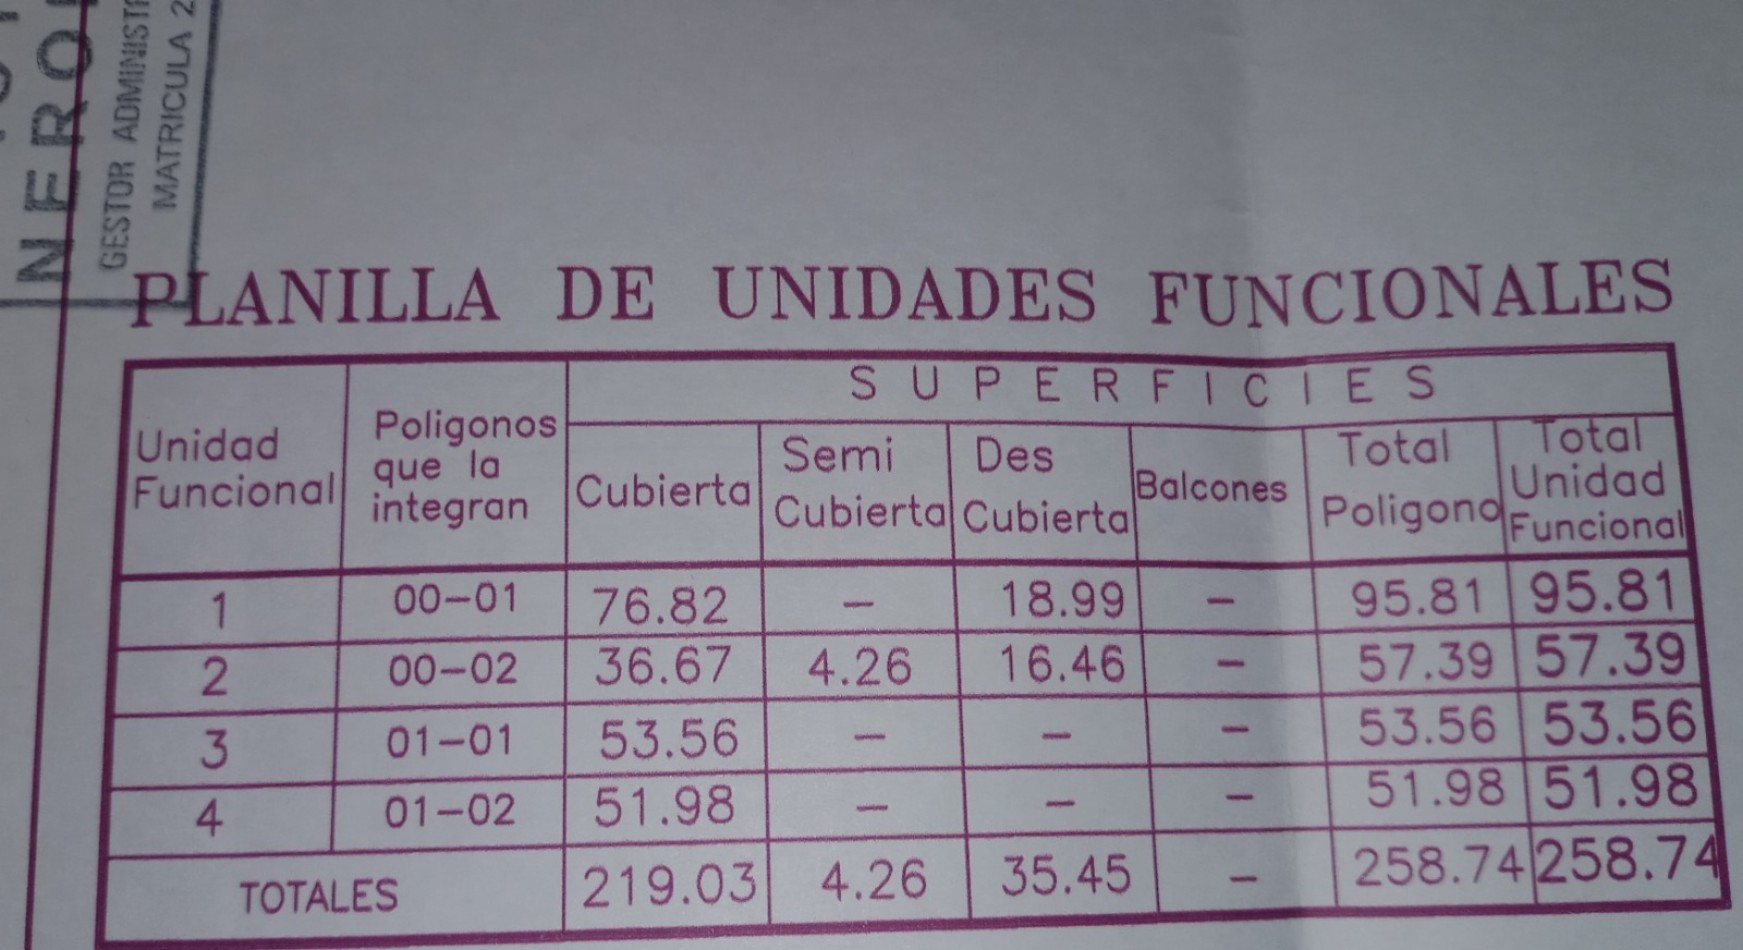 NFRO
GESTOR ADMINIST
MATRICULA 2
PLANILLA DE UNIDADES FUNCIONALES
Unidad Funcional
Poligonos que la integran
SUPERFICIES
Cubierta
Semi Cubierta
Des Cubierta
Balcones
Total Poligono
Total Unidad Funcional
1 00-01 76.82 - 18.99 - 95.81 95.81
2 00-02 36.67 4.26 16.46 - 57.39 57.39
3 01-01 53.56 - - - 53.56 53.56
4 01-02 51.98 - - - 51.98 51.98
TOTALES 219.03 4.26 35.45 - 258.74 258.74